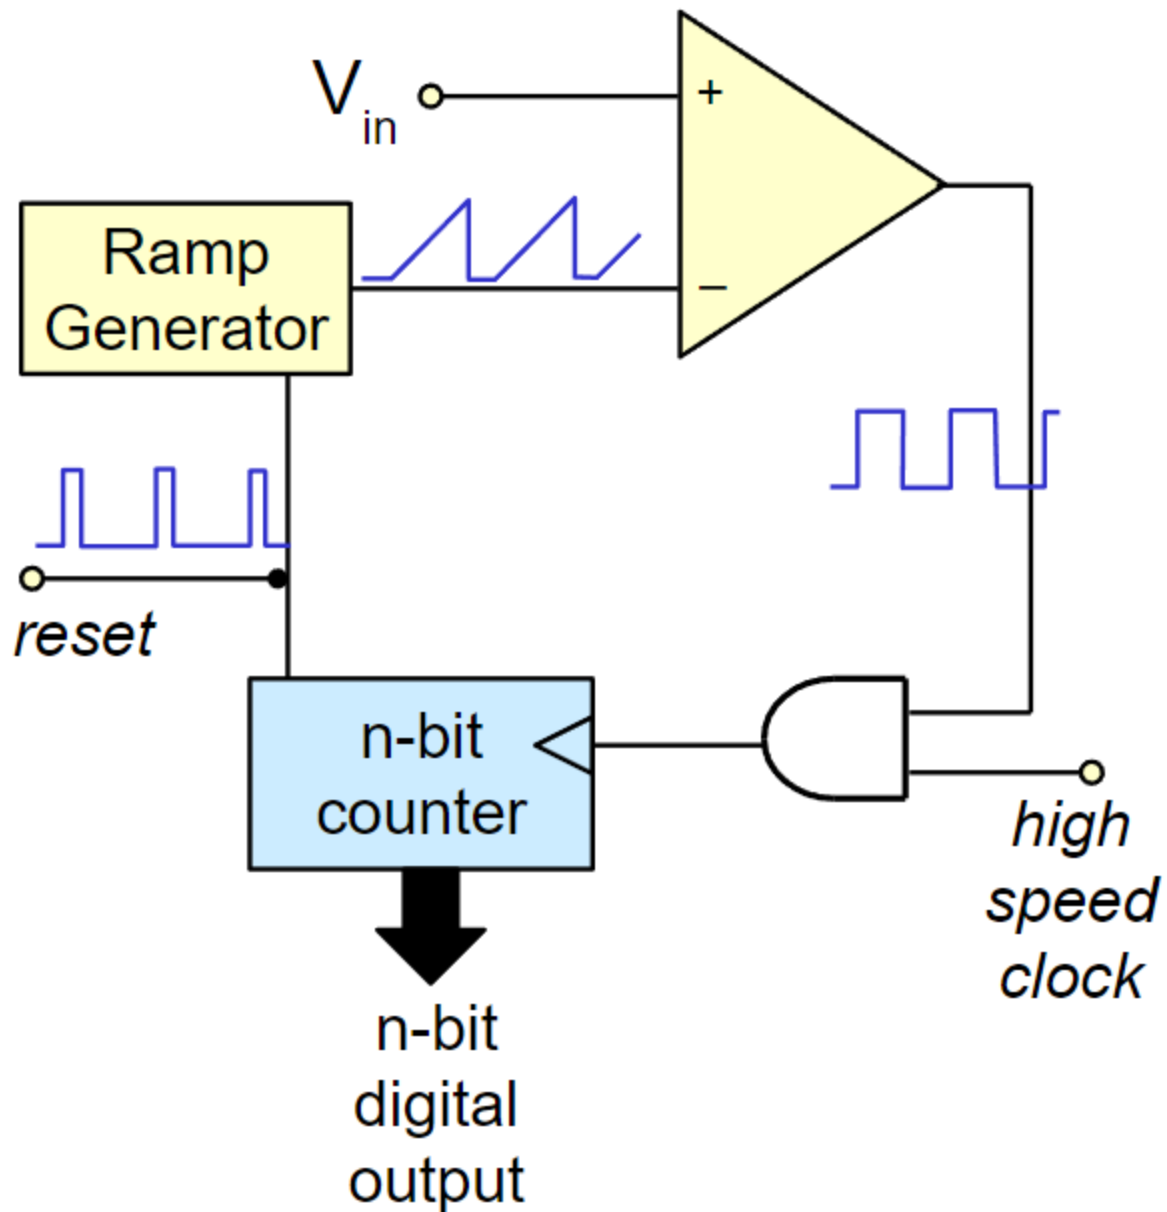 V
in
+
Ramp
Generator
–
reset
n-bit
counter
high
speed
clock
n-bit
digital
output